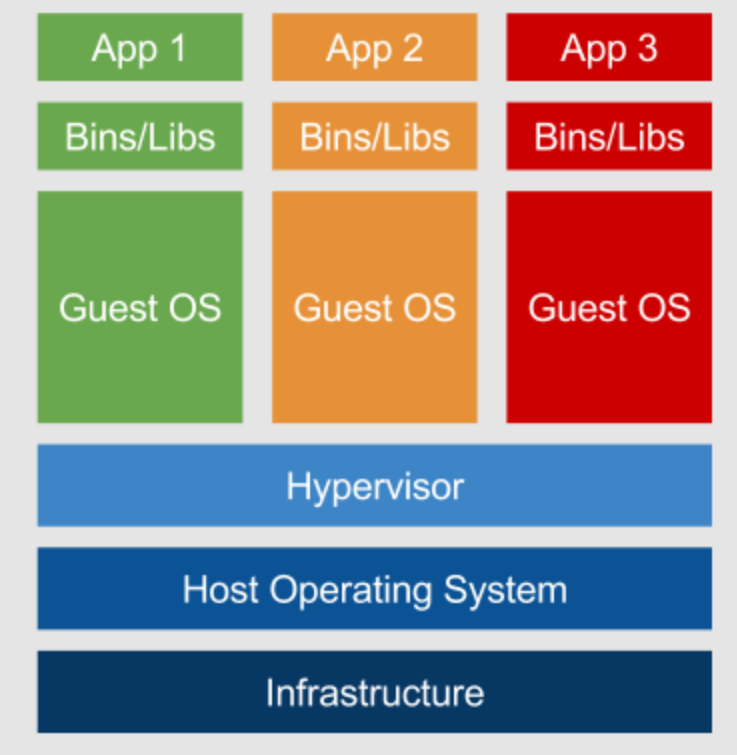 App 1
App 2
App 3
Bins/Libs
Bins/Libs
Bins/Libs
Guest OS
Guest OS
Guest OS
Hypervisor
Host Operating System
Infrastructure